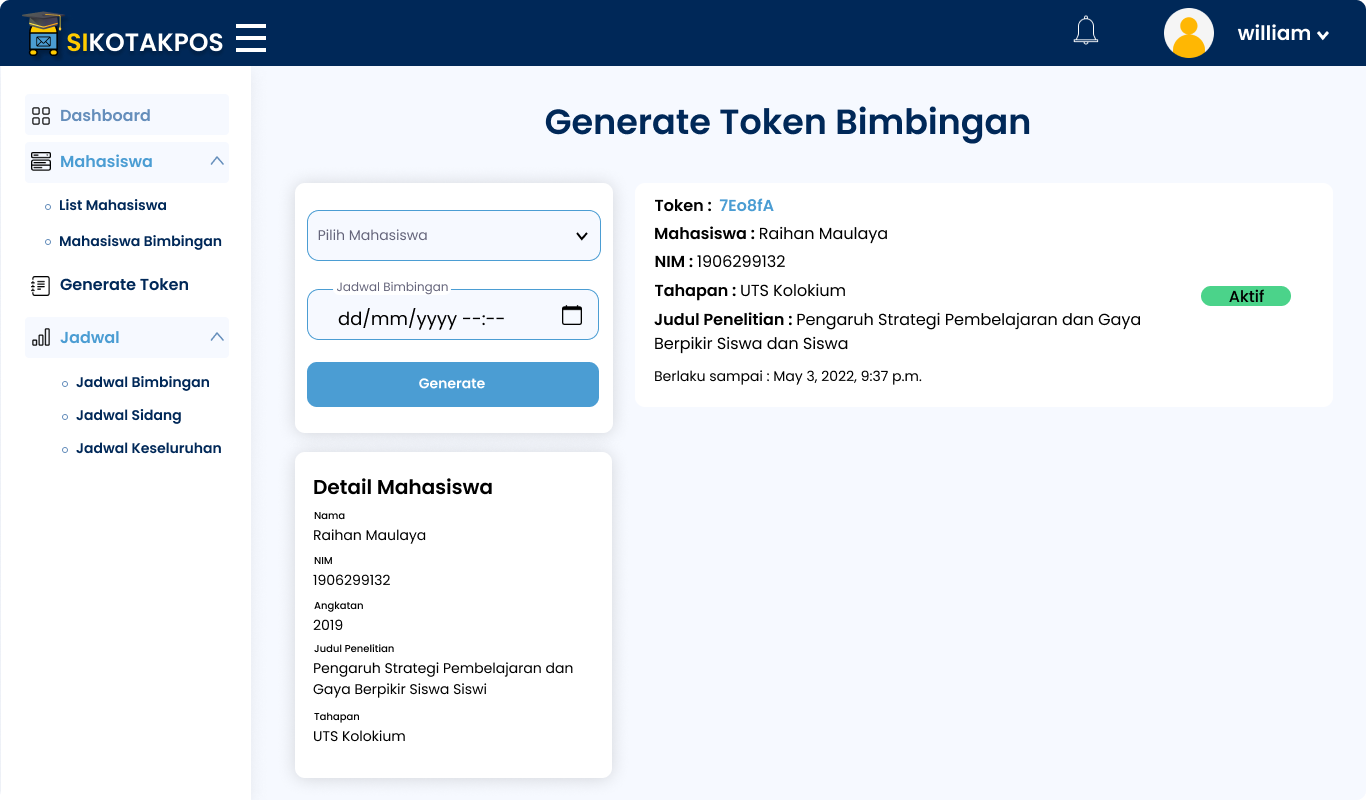 SIKOTAKPOS
william
Dashboard
Mahasiswa
List Mahasiswa
Mahasiswa Bimbingan
Generate Token
Jadwal
Jadwal Bimbingan
Jadwal Sidang
Jadwal Keseluruhan
Generate Token Bimbingan
Pilih Mahasiswa
Jadwal Bimbingan
dd/mm/yyyy --:--
Generate
Detail Mahasiswa
Nama
Raihan Maulaya
NIM
1906299132
Angkatan
2019
Judul Penelitian
Pengaruh Strategi Pembelajaran dan
Gaya Berpikir Siswa Siswi
Tahapan
UTS Kolokium
Token : 7Eo8fA
Mahasiswa : Raihan Maulaya
NIM : 1906299132
Tahapan : UTS Kolokium
Judul Penelitian : Pengaruh Strategi Pembelajaran dan Gaya
Berpikir Siswa dan Siswa
Berlaku sampai : May 3, 2022, 9:37 p.m.
Aktif